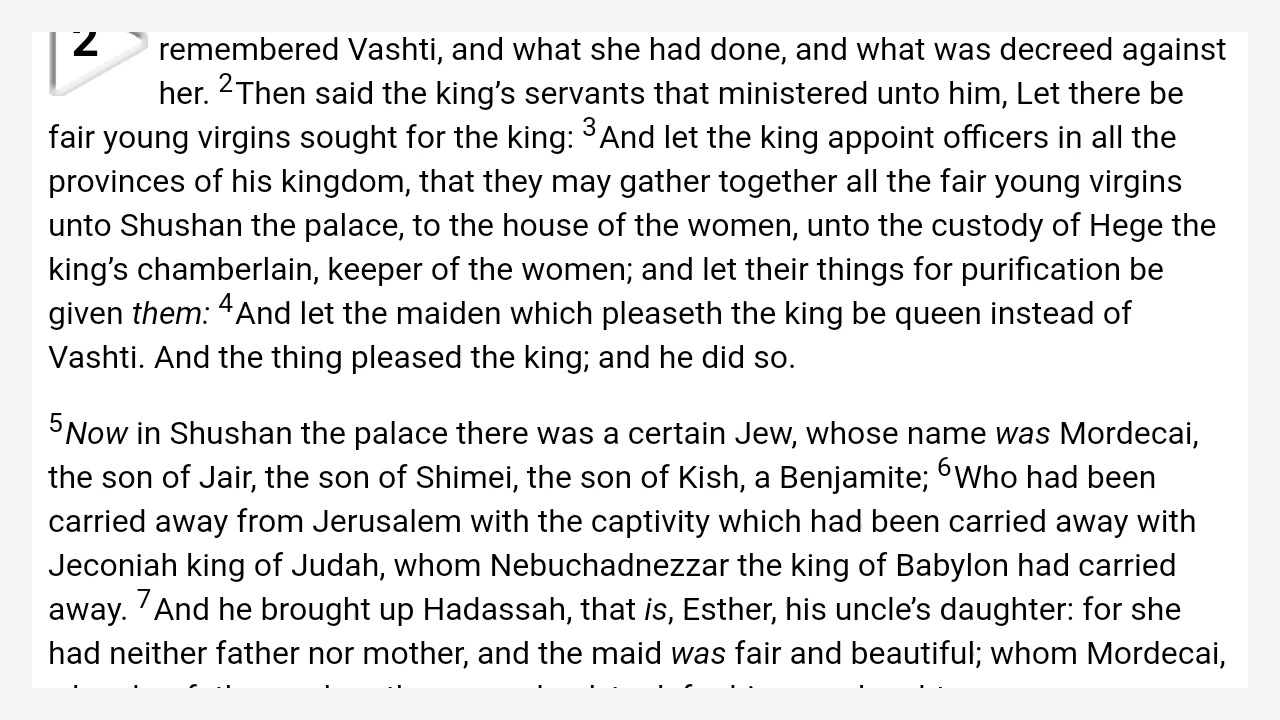 2 remembered Vashti, and what she had done, and what was decreed against
her. 2Then said the king’s servants that ministered unto him, Let there be
fair young virgins sought for the king: 3And let the king appoint officers in all the
provinces of his kingdom, that they may gather together all the fair young virgins
unto Shushan the palace, to the house of the women, unto the custody of Hege the
king’s chamberlain, keeper of the women; and let their things for purification be
given them: 4And let the maiden which pleaseth the king be queen instead of
Vashti. And the thing pleased the king; and he did so.
5Now in Shushan the palace there was a certain Jew, whose name was Mordecai,
the son of Jair, the son of Shimei, the son of Kish, a Benjamite; 6Who had been
carried away from Jerusalem with the captivity which had been carried away with
Jeconiah king of Judah, whom Nebuchadnezzar the king of Babylon had carried
away. 7And he brought up Hadassah, that is, Esther, his uncle’s daughter: for she
had neither father nor mother, and the maid was fair and beautiful; whom Mordecai,